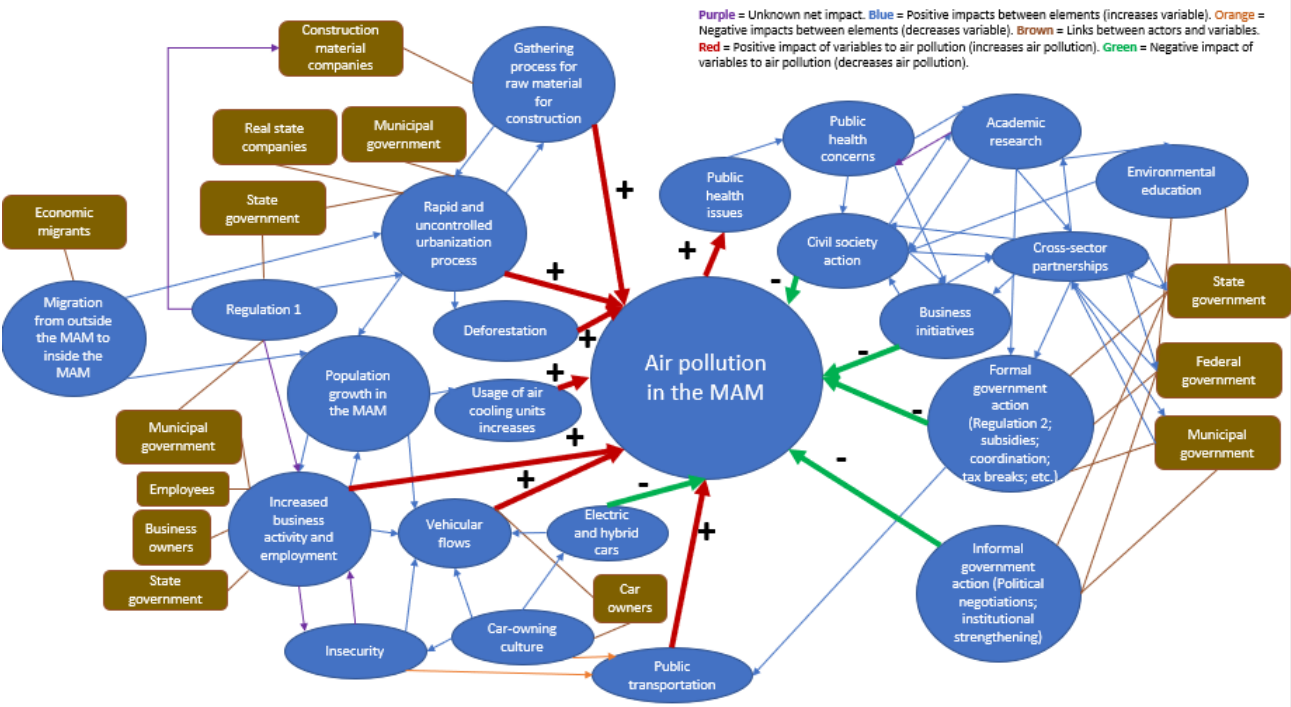 Purple = Unknown net impact. Blue = Positive impacts between elements (increases variable). Orange =
Negative impacts between elements (decreases variable). Brown = Links between actors and variables.
Red = Positive impact of variables to air pollution (increases air pollution). Green = Negative impact of
variables to air pollution (decreases air pollution).
Construction
material
companies
Gathering
process for
raw material
for
construction
Real state
companies
Municipal
government
State
government
Economic
migrants
Rapid and
uncontrolled
urbanization
process
Migration
from outside
the MAM to
inside the
MAM
Regulation 1
Deforestation
Population
growth in
the MAM
Usage of air
cooling units
increases
Municipal
government
Employees
Business
owners
State
government
Increased
business
activity and
employment
Vehicular
flows
Electric
and hybrid
cars
Car
owners
Insecurity
Car-owning
culture
Public
transportation
Air pollution
in the MAM
Public
health
issues
Public
health
concerns
Academic
research
Environmental
education
Civil society
action
Cross-sector
partnerships
Business
initiatives
State
government
Federal
government
Municipal
government
Formal
government
action
(Regulation 2;
subsidies;
coordination;
tax breaks; etc.)
Informal
government
action (Political
negotiations;
institutional
strengthening)
+
+
+
+
+
+
+
+
-
-
-
-
-